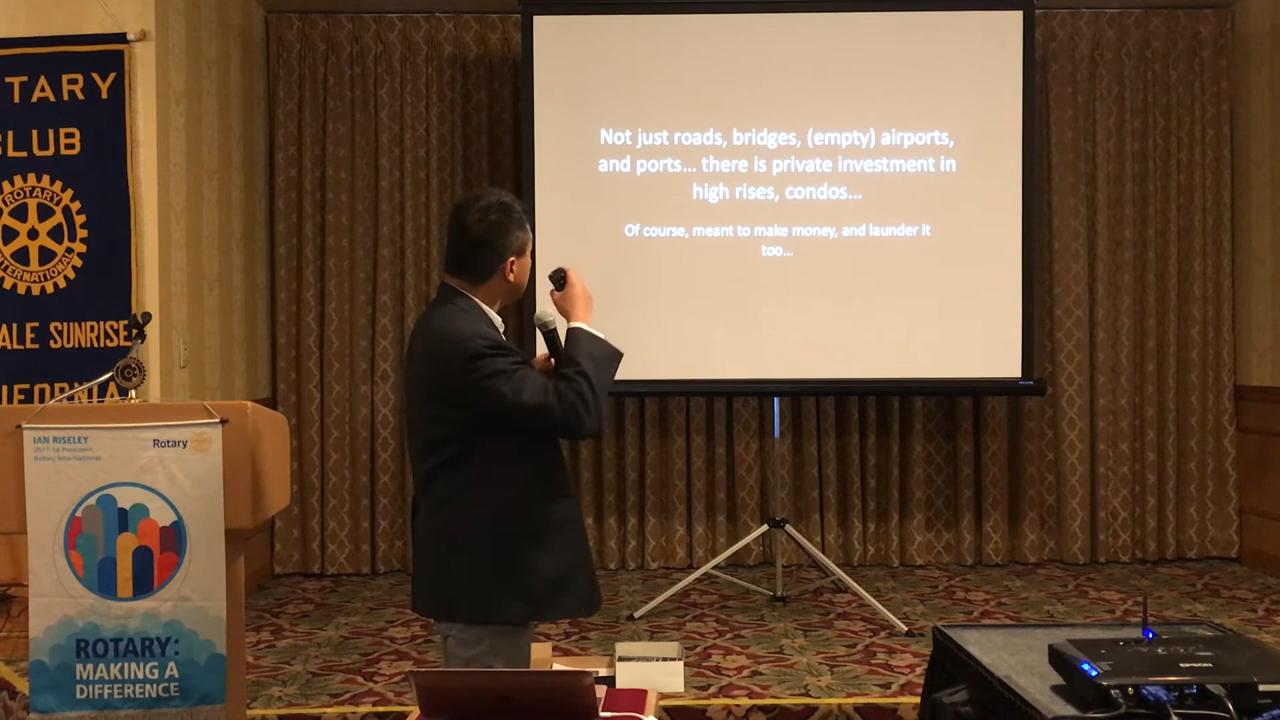 TARY
CLUB
ROTARY
INTERNATIONAL
ALE SUNRISE
CALIFORNIA
IAN RISELEY
2017-18 President
Rotary International
Rotary
ROTARY:
MAKING A
DIFFERENCE
Not just roads, bridges, (empty) airports,
and ports... there is private investment in
high rises, condos...
Of course, meant to make money, and launder it
too...
EPSON